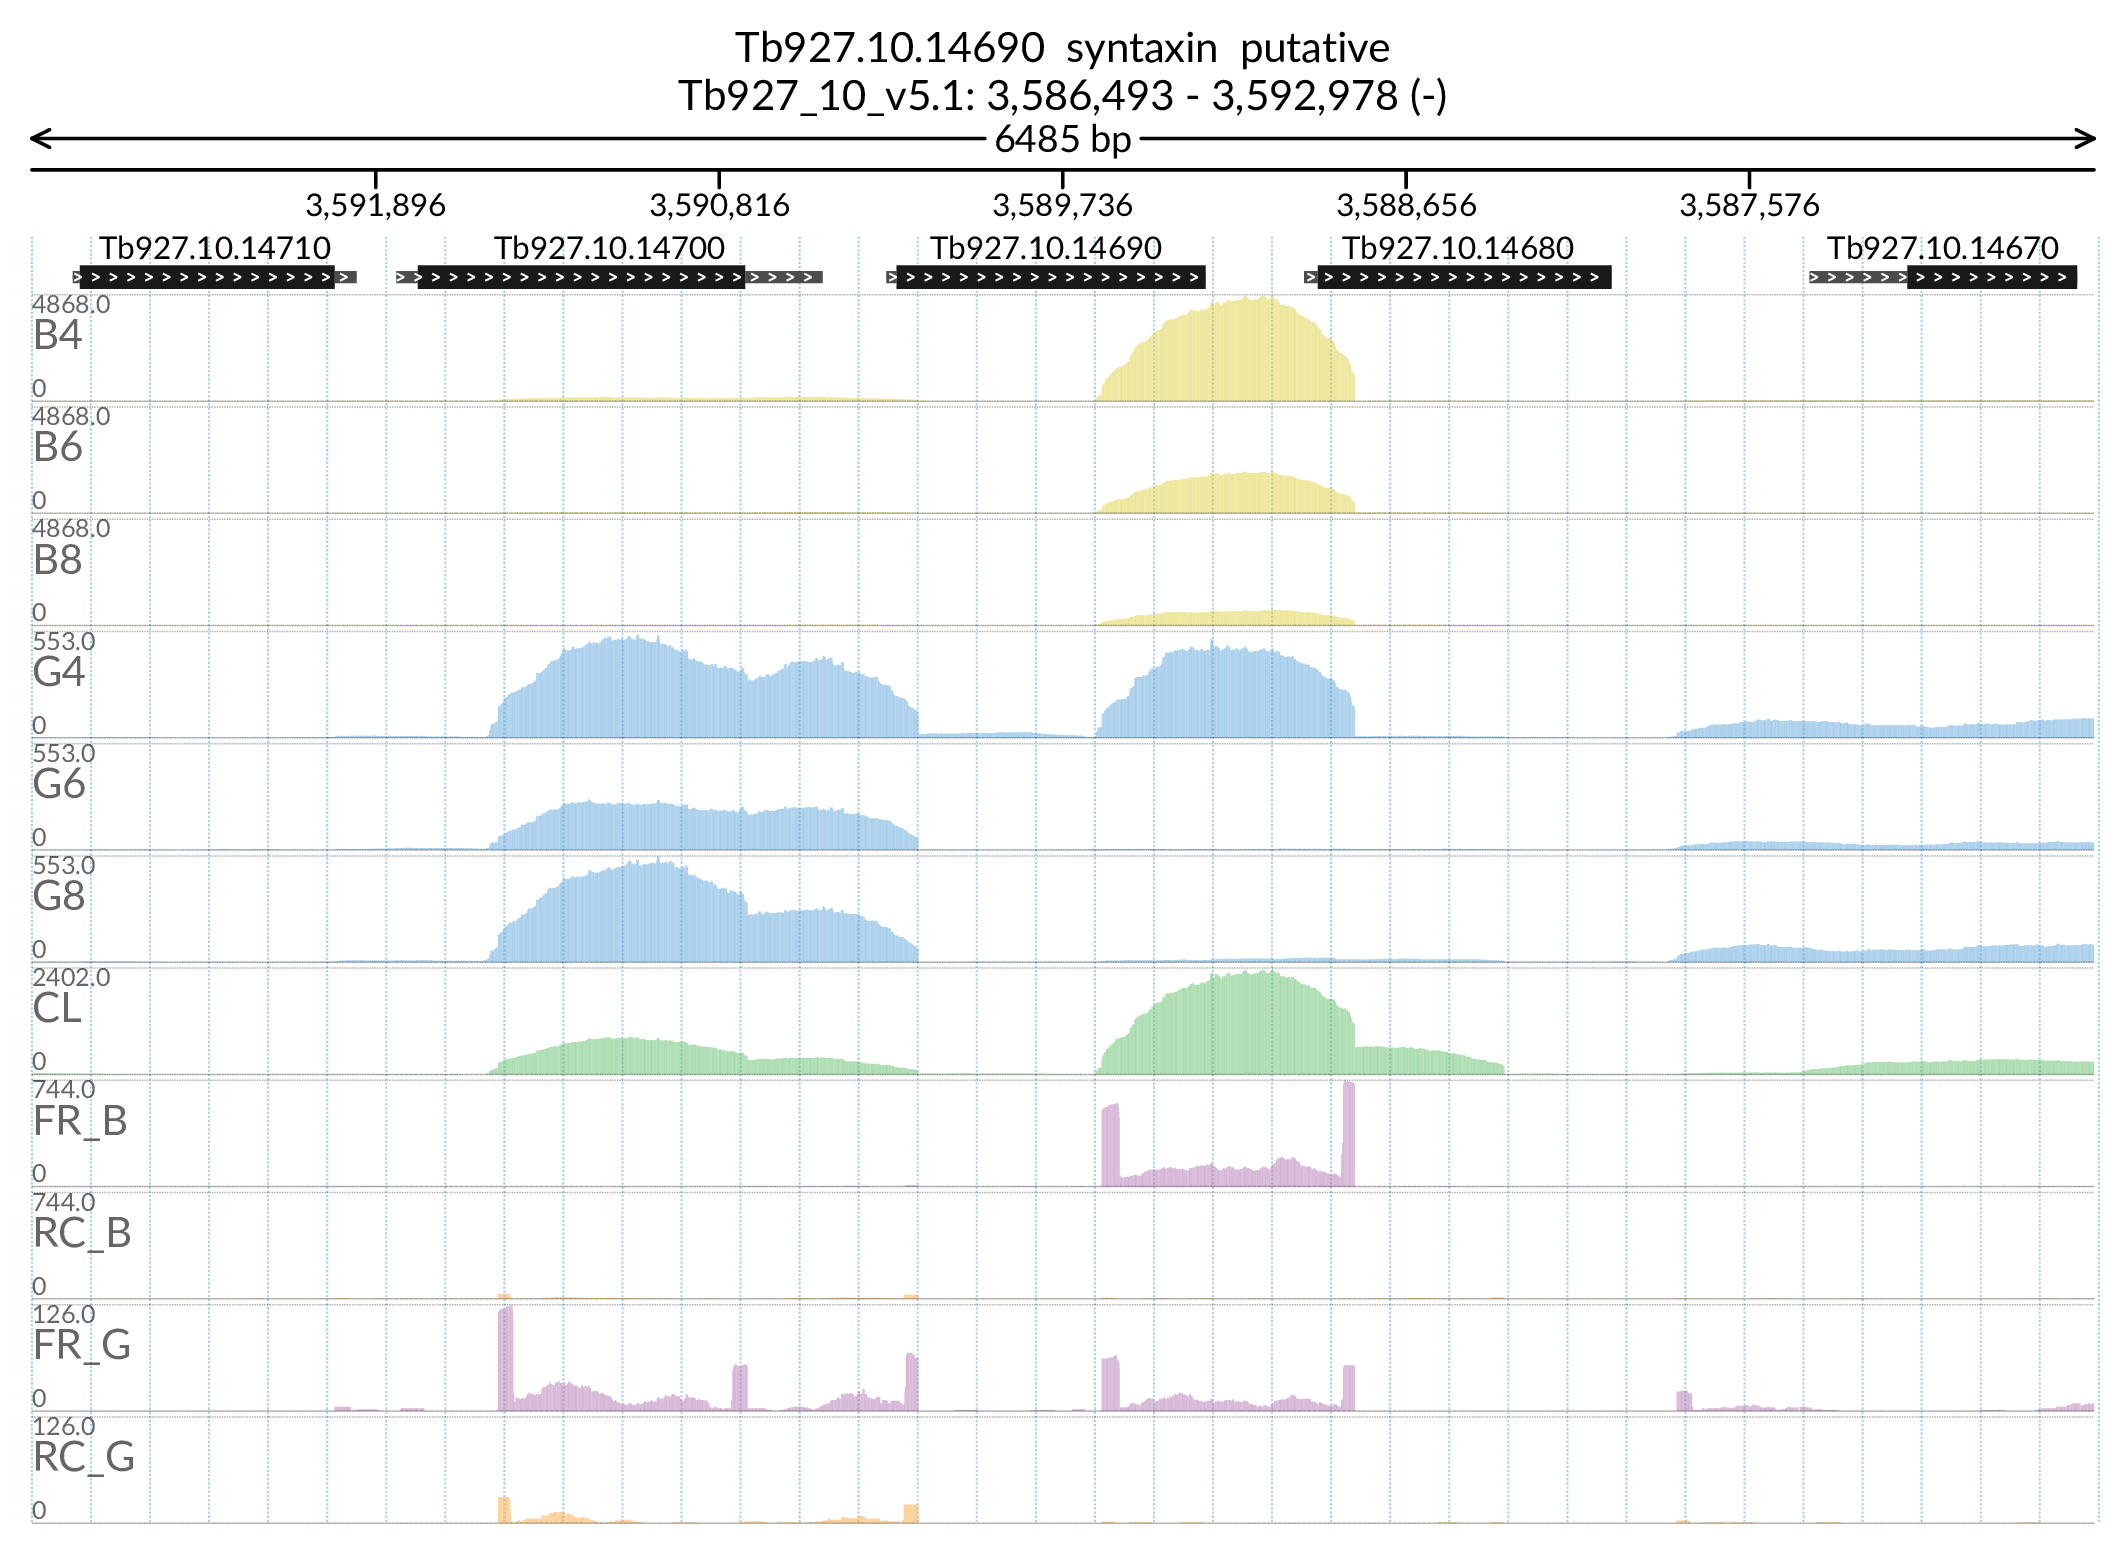 Tb927.10.14690 syntaxin putative
Tb927_10_v5.1: 3,586,493 - 3,592,978 (-)
6485 bp
3,591,896 3,590,816 3,589,736 3,588,656 3,587,576
Tb927.10.14710 Tb927.10.14700 Tb927.10.14690 Tb927.10.14680 Tb927.10.14670
4868.0
B4
0
4868.0
B6
0
4868.0
B8
0
553.0
G4
0
553.0
G6
0
553.0
G8
0
2402.0
CL
0
744.0
FR_B
0
744.0
RC_B
0
126.0
FR_G
0
126.0
RC_G
0